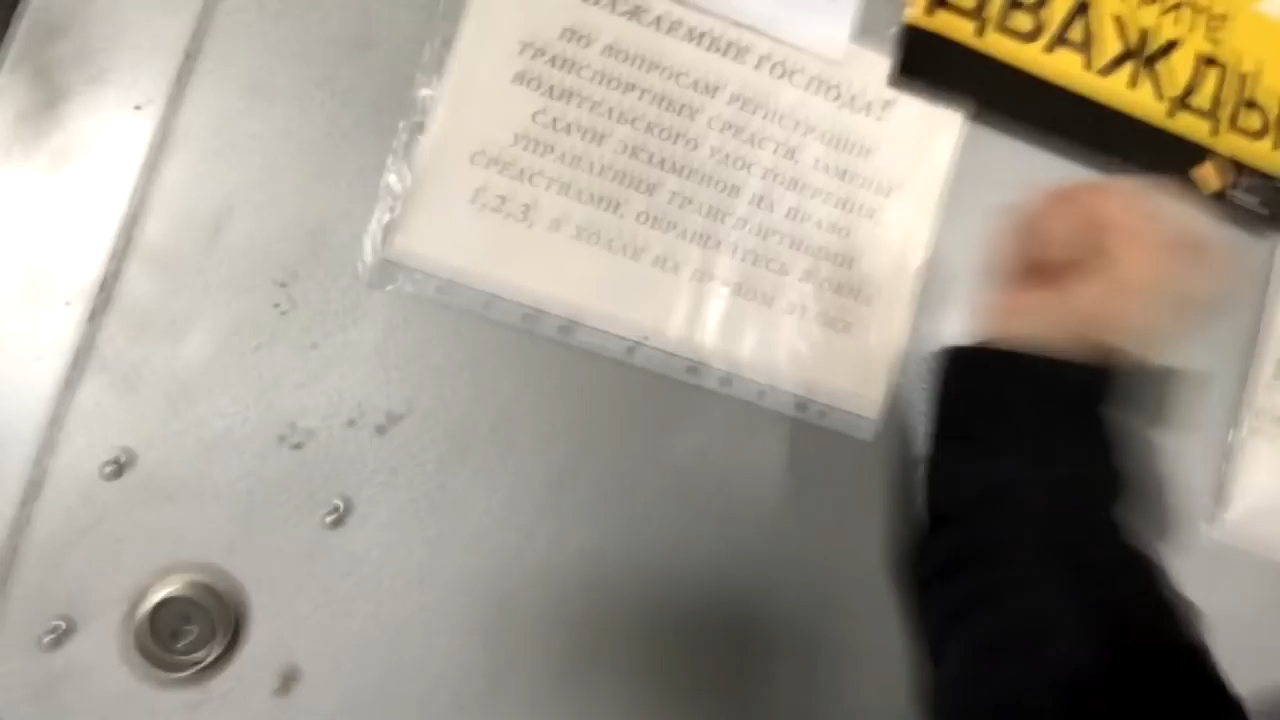 УВАЖАЕМЫЕ ГОСПОДА!
ПО ВОПРОСАМ РЕГИСТРАЦИИ
ТРАНСПОРТНЫХ СРЕДСТВ, ЗАМЕНЫ
ВОДИТЕЛЬСКОГО УДОСТОВЕРЕНИЯ,
СДАЧИ ЭКЗАМЕНОВ НА ПРАВО
УПРАВЛЕНИЯ ТРАНСПОРТНЫМИ
СРЕДСТВАМИ, ОБРАЩАЙТЕСЬ В ОКНА
1,2,3, В ХОЛЛЕ НА ПЕРВОМ ЭТАЖЕ
ДВАЖДЫ